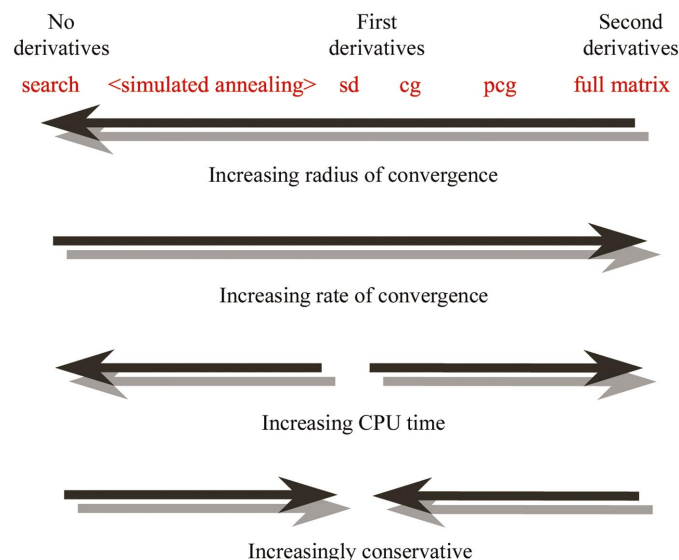 No derivatives
First derivatives
Second derivatives
search <simulated annealing> sd cg pcg full matrix
Increasing radius of convergence
Increasing rate of convergence
Increasing CPU time
Increasingly conservative